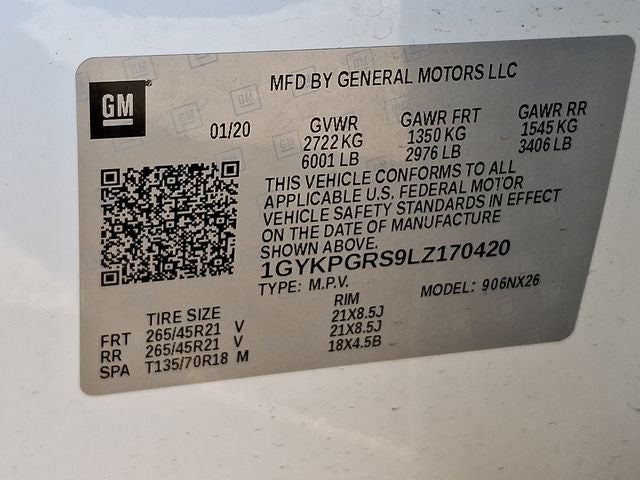 GM
MFD BY GENERAL MOTORS LLC
01/20 GVWR GAWR FRT GAWR RR
2722 KG 1350 KG 1545 KG
6001 LB 2976 LB 3406 LB
THIS VEHICLE CONFORMS TO ALL
APPLICABLE U.S. FEDERAL MOTOR
VEHICLE SAFETY STANDARDS IN EFFECT
ON THE DATE OF MANUFACTURE
SHOWN ABOVE.
1GYKPGRS9LZ170420
TYPE: M.P.V. MODEL: 906NX26
TIRE SIZE RIM
FRT 265/45R21 V 21X8.5J
RR 265/45R21 V 21X8.5J
SPA T135/70R18 M 18X4.5B